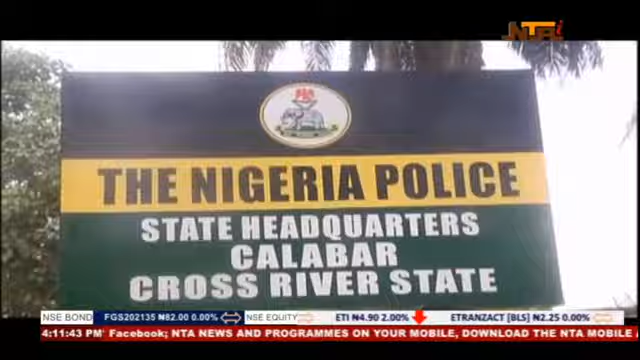 NTAi
THE NIGERIA POLICE
STATE HEADQUARTERS
CALABAR
CROSS RIVER STATE
NSE BOND FGS202135 ₦82.00 0.00% NSE EQUITY ETI ₦4.90 2.00% ETRANZACT [BLS] ₦2.25 0.00%
4:11:43 PM Facebook; NTA NEWS AND PROGRAMMES ON YOUR MOBILE, DOWNLOAD THE NTA MOBILE